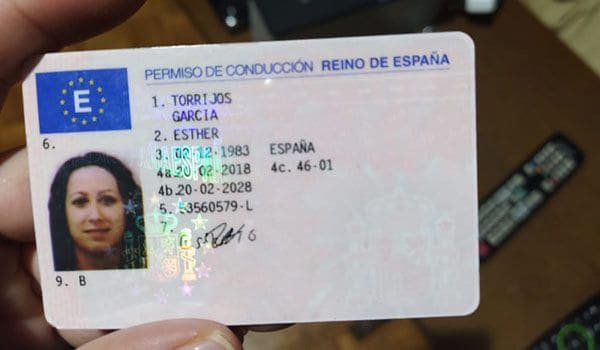 PERMISO DE CONDUCCIÓN REINO DE ESPAÑA
E
1. TORRIJOS
GARCIA
2. ESTHER
3. 02-12-1983 ESPAÑA
4a.20-02-2018 4c. 46-01
4b.20-02-2028
5. -3560579-L
6.
7.
9. B